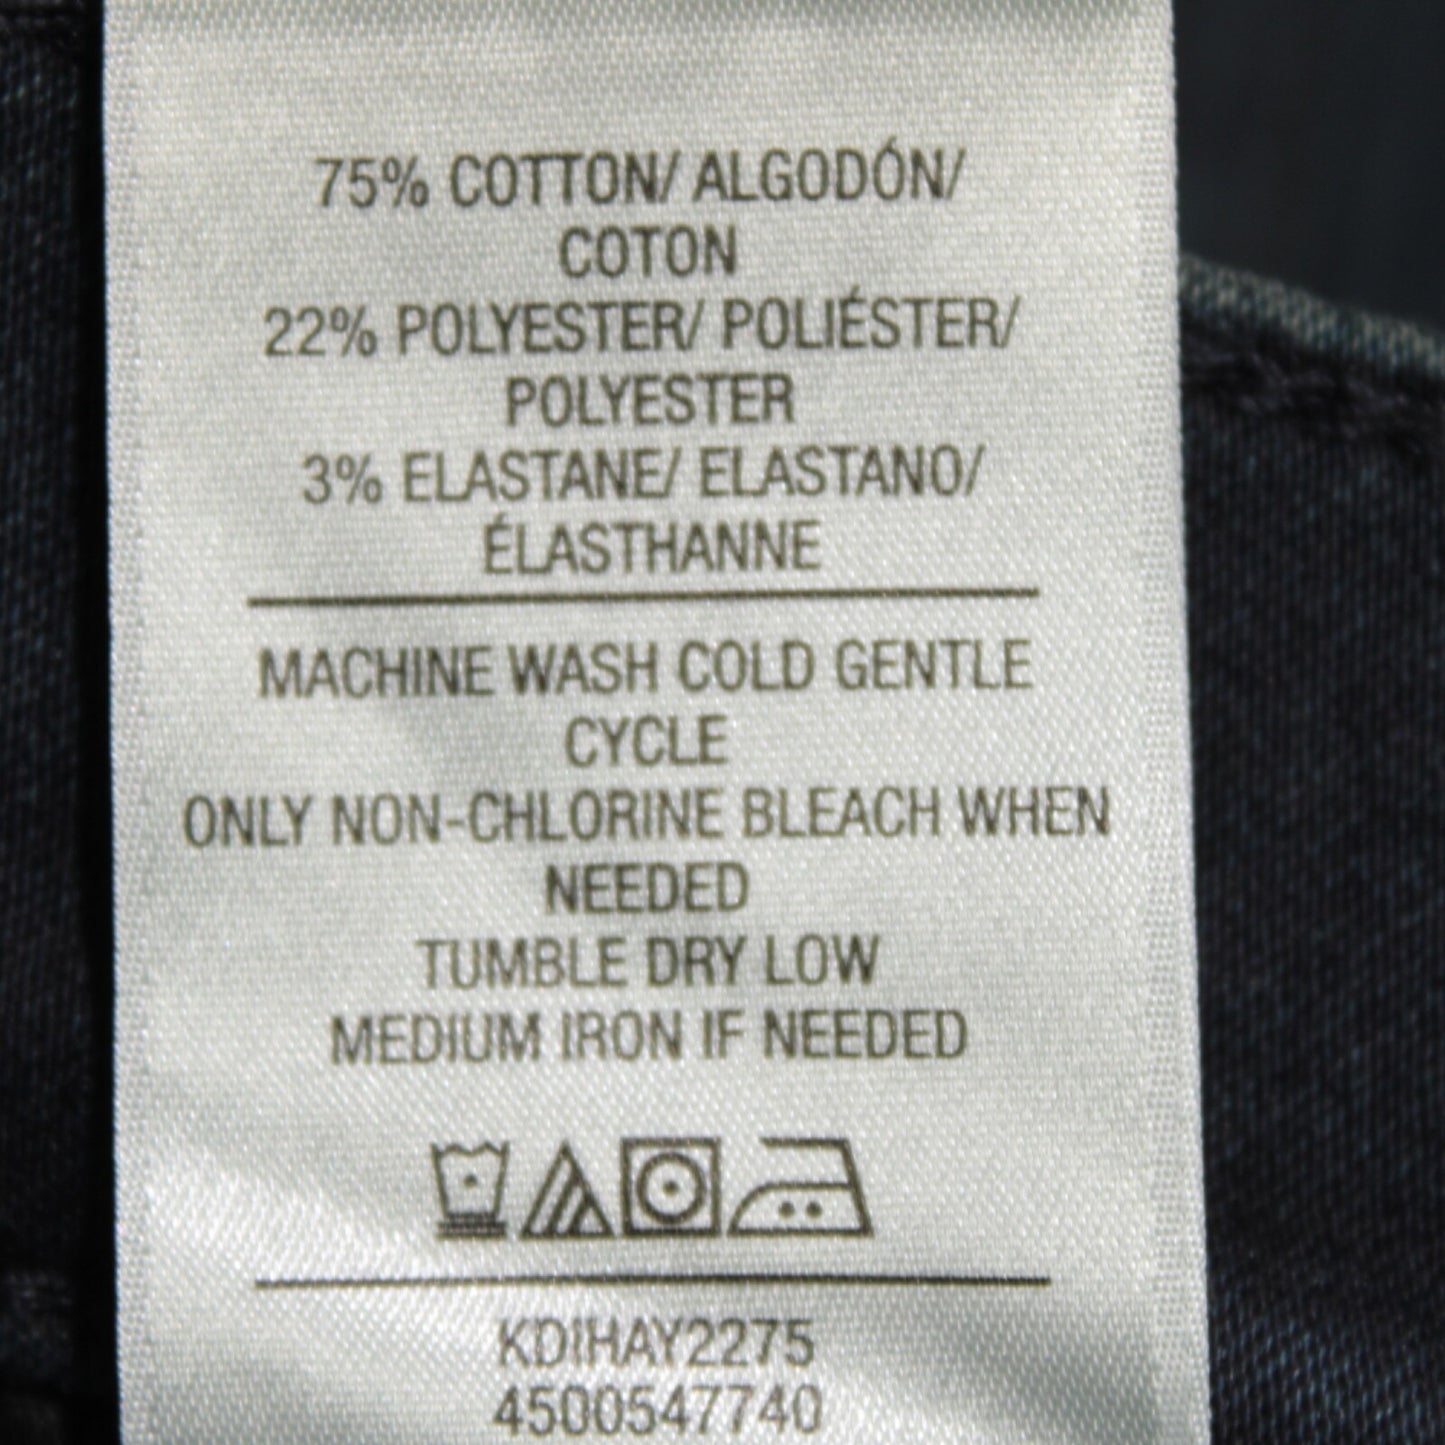 75% COTTON/ ALGODÓN/
COTON
22% POLYESTER/ POLIÉSTER/
POLYESTER
3% ELASTANE/ ELASTANO/
ÉLASTHANNE
MACHINE WASH COLD GENTLE
CYCLE
ONLY NON-CHLORINE BLEACH WHEN
NEEDED
TUMBLE DRY LOW
MEDIUM IRON IF NEEDED
KDIHAY2275
4500547740